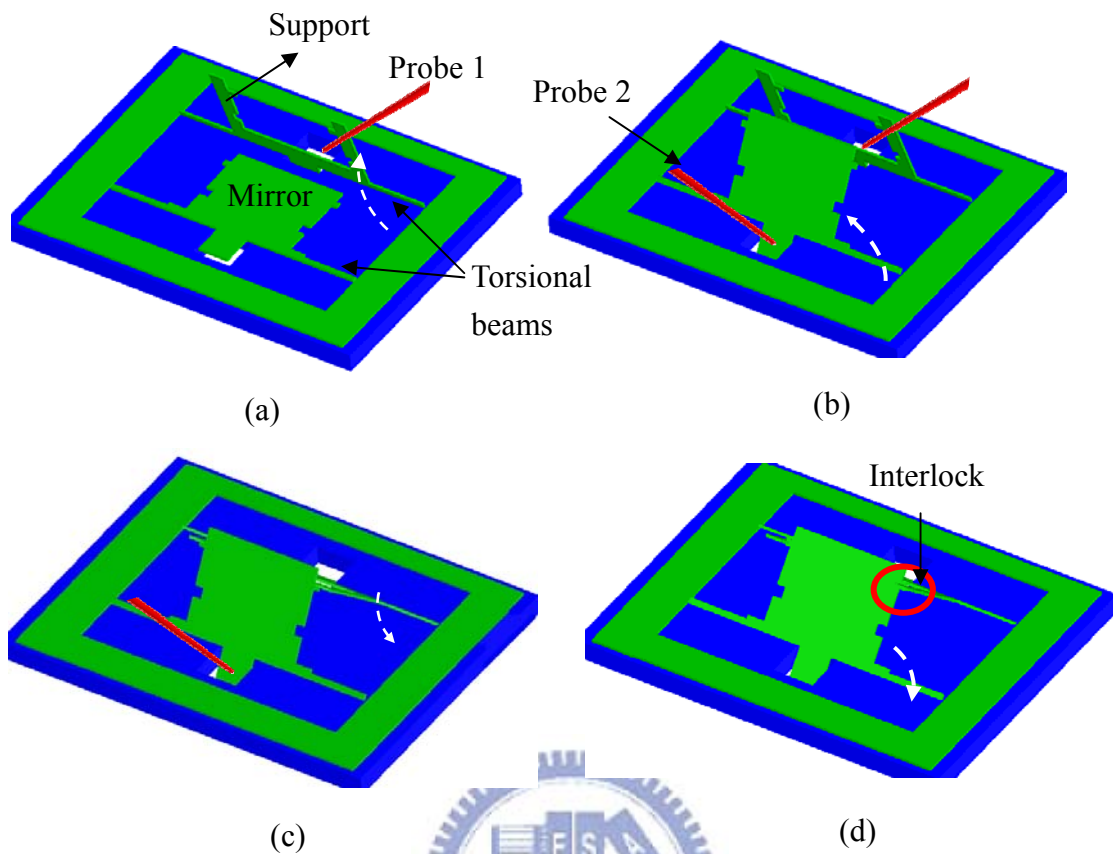 Support
Probe 1
Mirror
Torsional
beams
(a)
Probe 2
(b)
(c)
Interlock
(d)
E S A